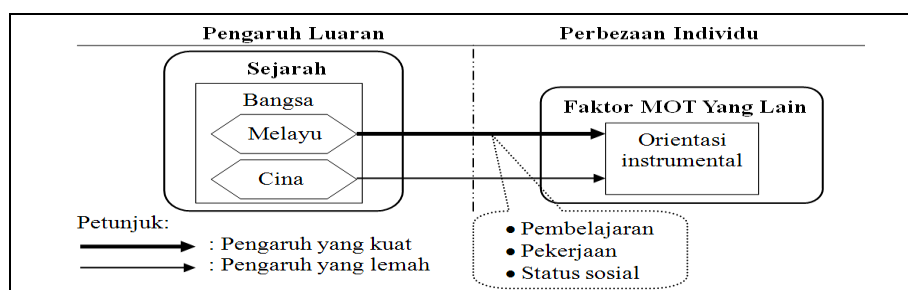 Pengaruh Luaran
Perbezaan Individu
Sejarah
Bangsa
Melayu
Cina
Faktor MOT Yang Lain
Orientasi
instrumental
• Pembelajaran
• Pekerjaan
• Status sosial
Petunjuk:
: Pengaruh yang kuat
: Pengaruh yang lemah